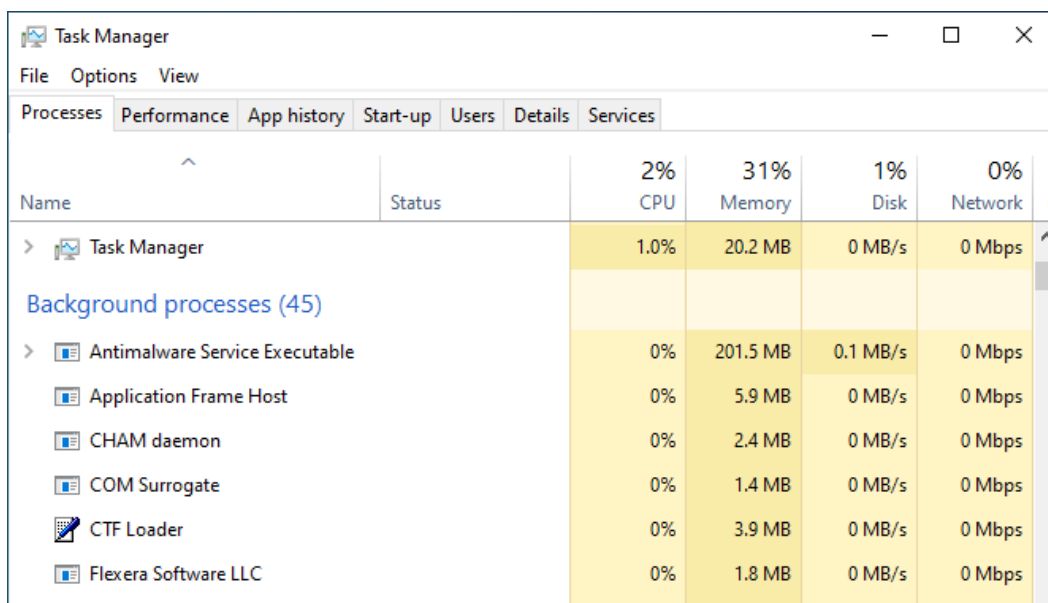 Task Manager
File Options View
Processes Performance App history Start-up Users Details Services
2% 31% 1% 0%
Name Status CPU Memory Disk Network
Task Manager 1.0% 20.2 MB 0 MB/s 0 Mbps
Background processes (45)
Antimalware Service Executable 0% 201.5 MB 0.1 MB/s 0 Mbps
Application Frame Host 0% 5.9 MB 0 MB/s 0 Mbps
CHAM daemon 0% 2.4 MB 0 MB/s 0 Mbps
COM Surrogate 0% 1.4 MB 0 MB/s 0 Mbps
CTF Loader 0% 3.9 MB 0 MB/s 0 Mbps
Flexera Software LLC 0% 1.8 MB 0 MB/s 0 Mbps